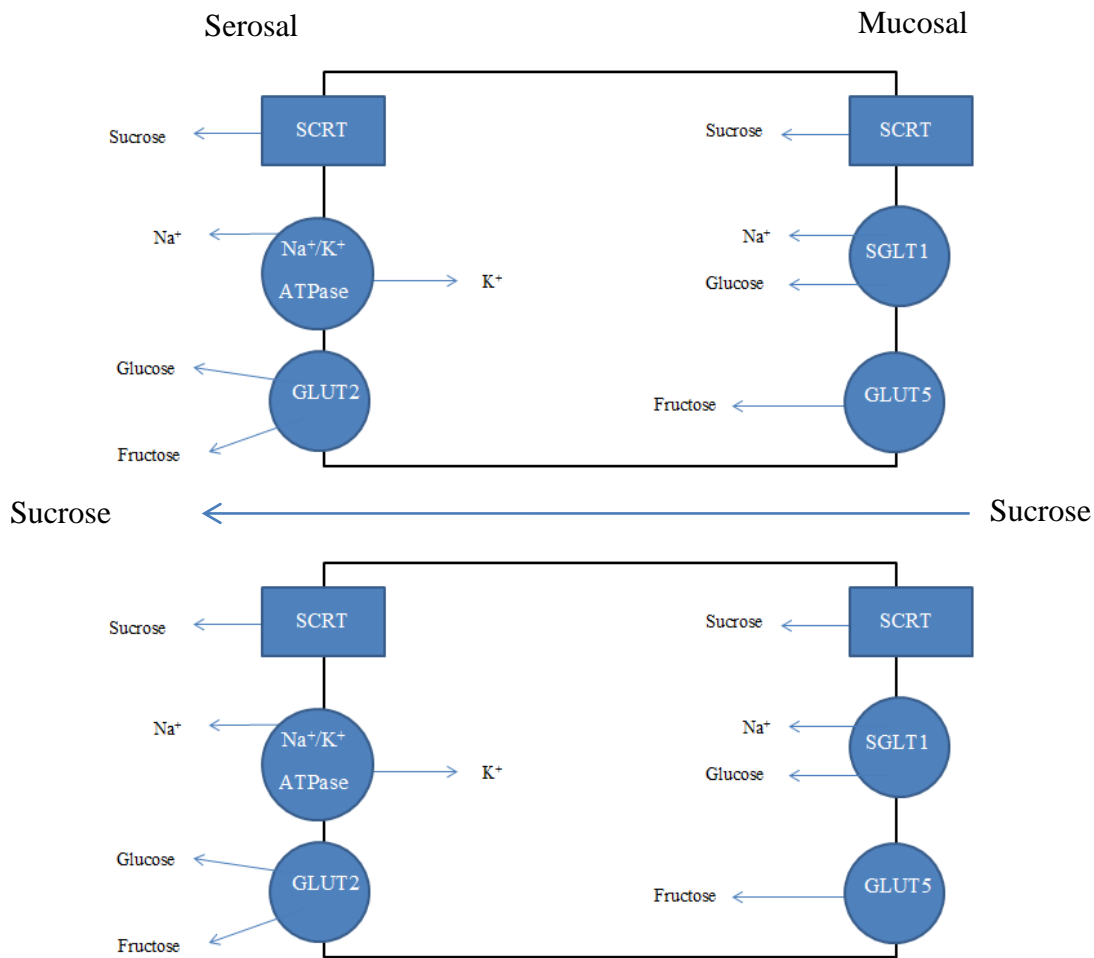 Serosal Mucosal
SCRT SCRT
Sucrose Sucrose
Na⁺ Na⁺/K⁺ Na⁺ SGLT1
ATPase K⁺ Glucose
Glucose GLUT2 GLUT5
Fructose Fructose
Sucrose Sucrose
SCRT SCRT
Sucrose Sucrose
Na⁺ Na⁺/K⁺ Na⁺ SGLT1
ATPase K⁺ Glucose
Glucose GLUT2 GLUT5
Fructose Fructose